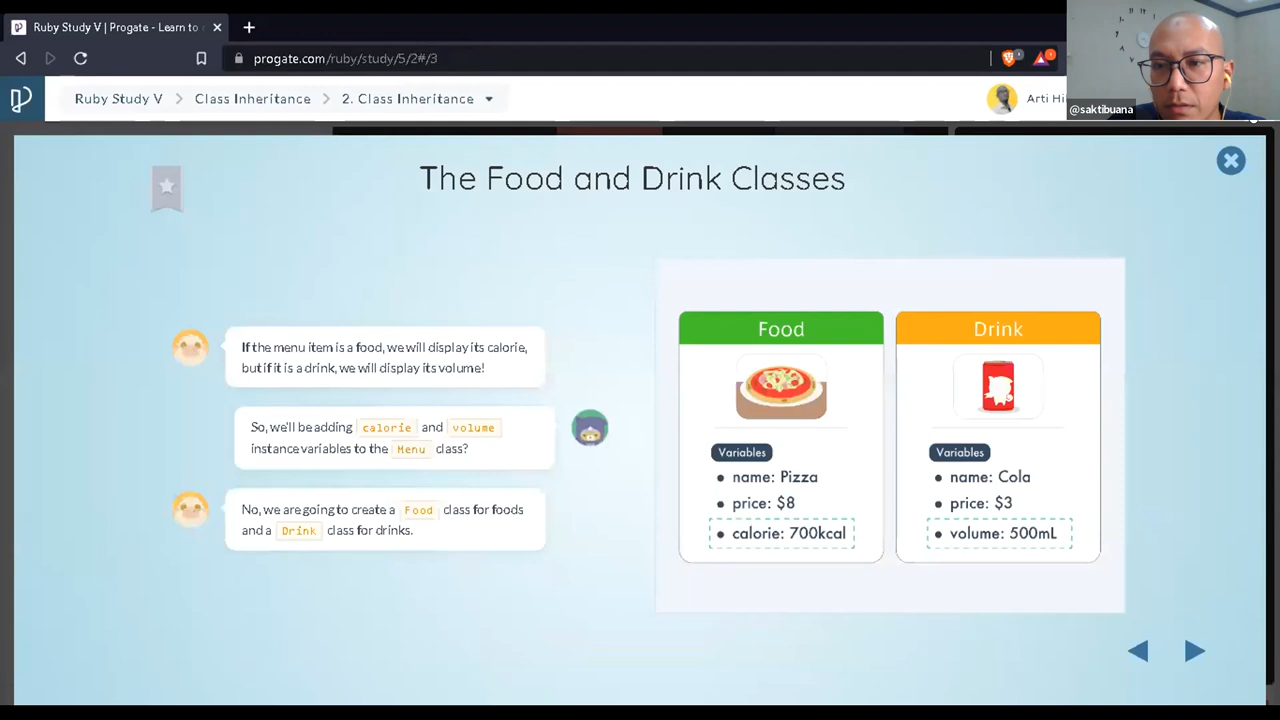 Ruby Study V | Progate - Learn to
progate.com/ruby/study/5/2#/3
Ruby Study V
Class Inheritance
2. Class Inheritance
Arti Hi
@saktibuana
The Food and Drink Classes
If the menu item is a food, we will display its calorie,
but if it is a drink, we will display its volume!
So, we'll be adding calorie and volume
instance variables to the Menu class?
No, we are going to create a Food class for foods
and a Drink class for drinks.
Food
Variables
• name: Pizza
• price: $8
• calorie: 700kcal
Drink
Variables
• name: Cola
• price: $3
• volume: 500mL